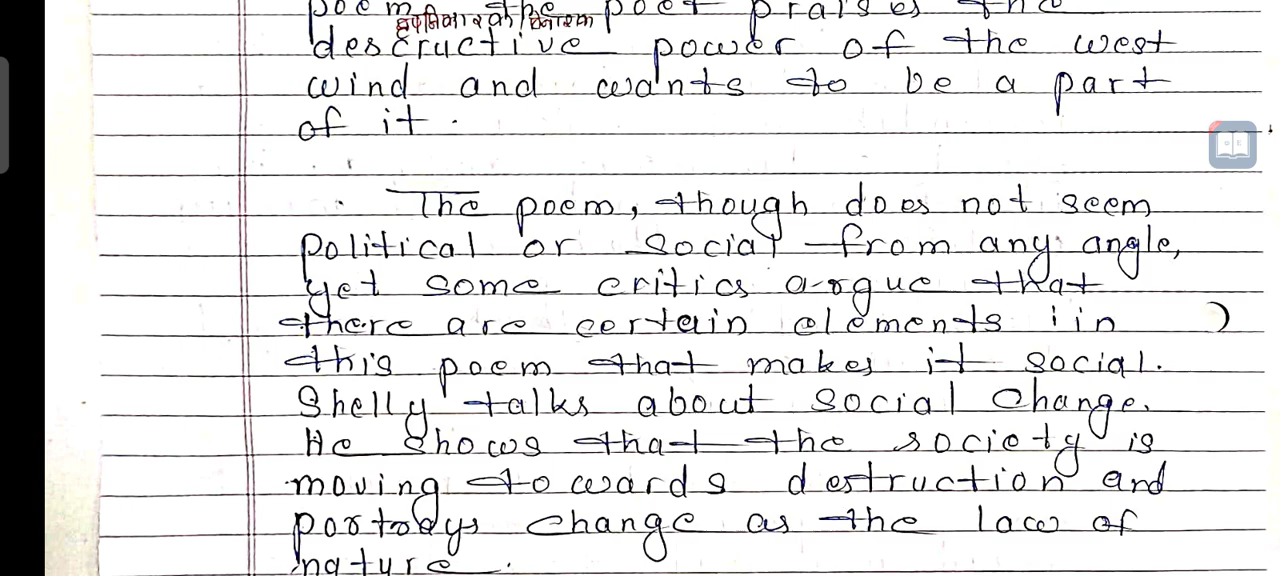 poem, the poet praises the
descructive power of the west
wind and wants to be a part
of it.
The poem, though does not seem
political or social from any angle,
yet some critics argue that
there are certain elements iin
this poem that makes it social.
Shelly talks about social change.
He shows that the society is
moving towards destruction and
portrays change as the law of
nature.